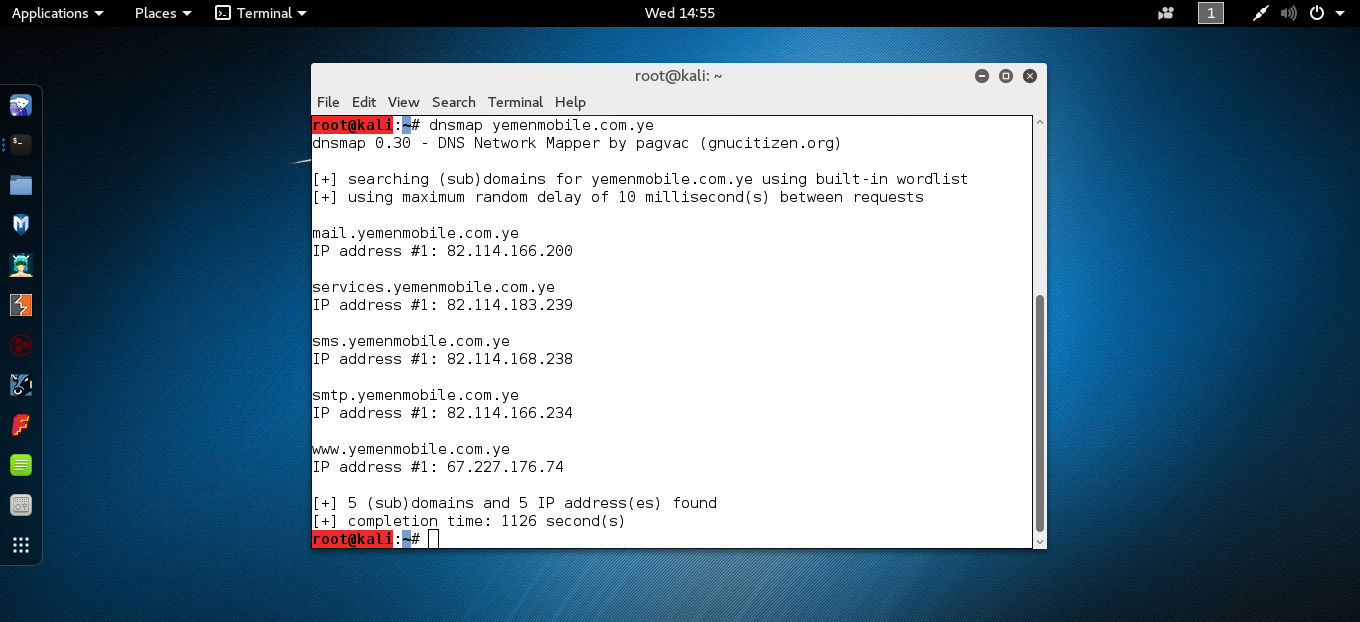 Applications Places Terminal Wed 14:55 1
root@kali: ~
File Edit View Search Terminal Help
root@kali:~# dnsmap yemenmobile.com.ye
dnsmap 0.30 - DNS Network Mapper by pagvac (gnucitizen.org)
[+] searching (sub)domains for yemenmobile.com.ye using built-in wordlist
[+] using maximum random delay of 10 millisecond(s) between requests
mail.yemenmobile.com.ye
IP address #1: 82.114.166.200
services.yemenmobile.com.ye
IP address #1: 82.114.183.239
sms.yemenmobile.com.ye
IP address #1: 82.114.168.238
smtp.yemenmobile.com.ye
IP address #1: 82.114.166.234
www.yemenmobile.com.ye
IP address #1: 67.227.176.74
[+] 5 (sub)domains and 5 IP address(es) found
[+] completion time: 1126 second(s)
root@kali:~#